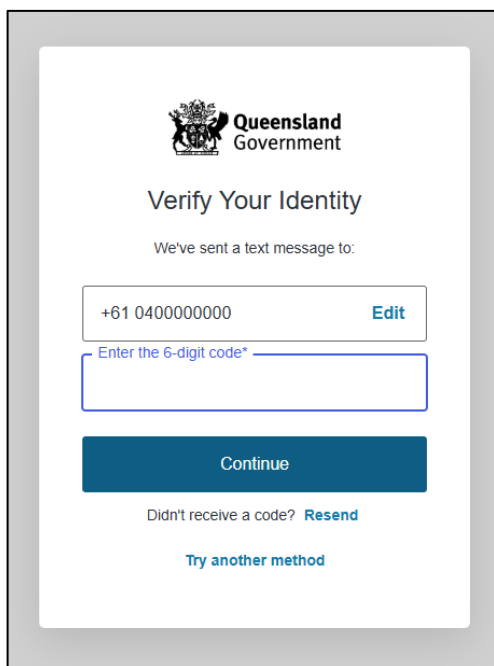 Queensland
Government
Verify Your Identity
We've sent a text message to:
+61 0400000000 Edit
Enter the 6-digit code*
Continue
Didn't receive a code? Resend
Try another method